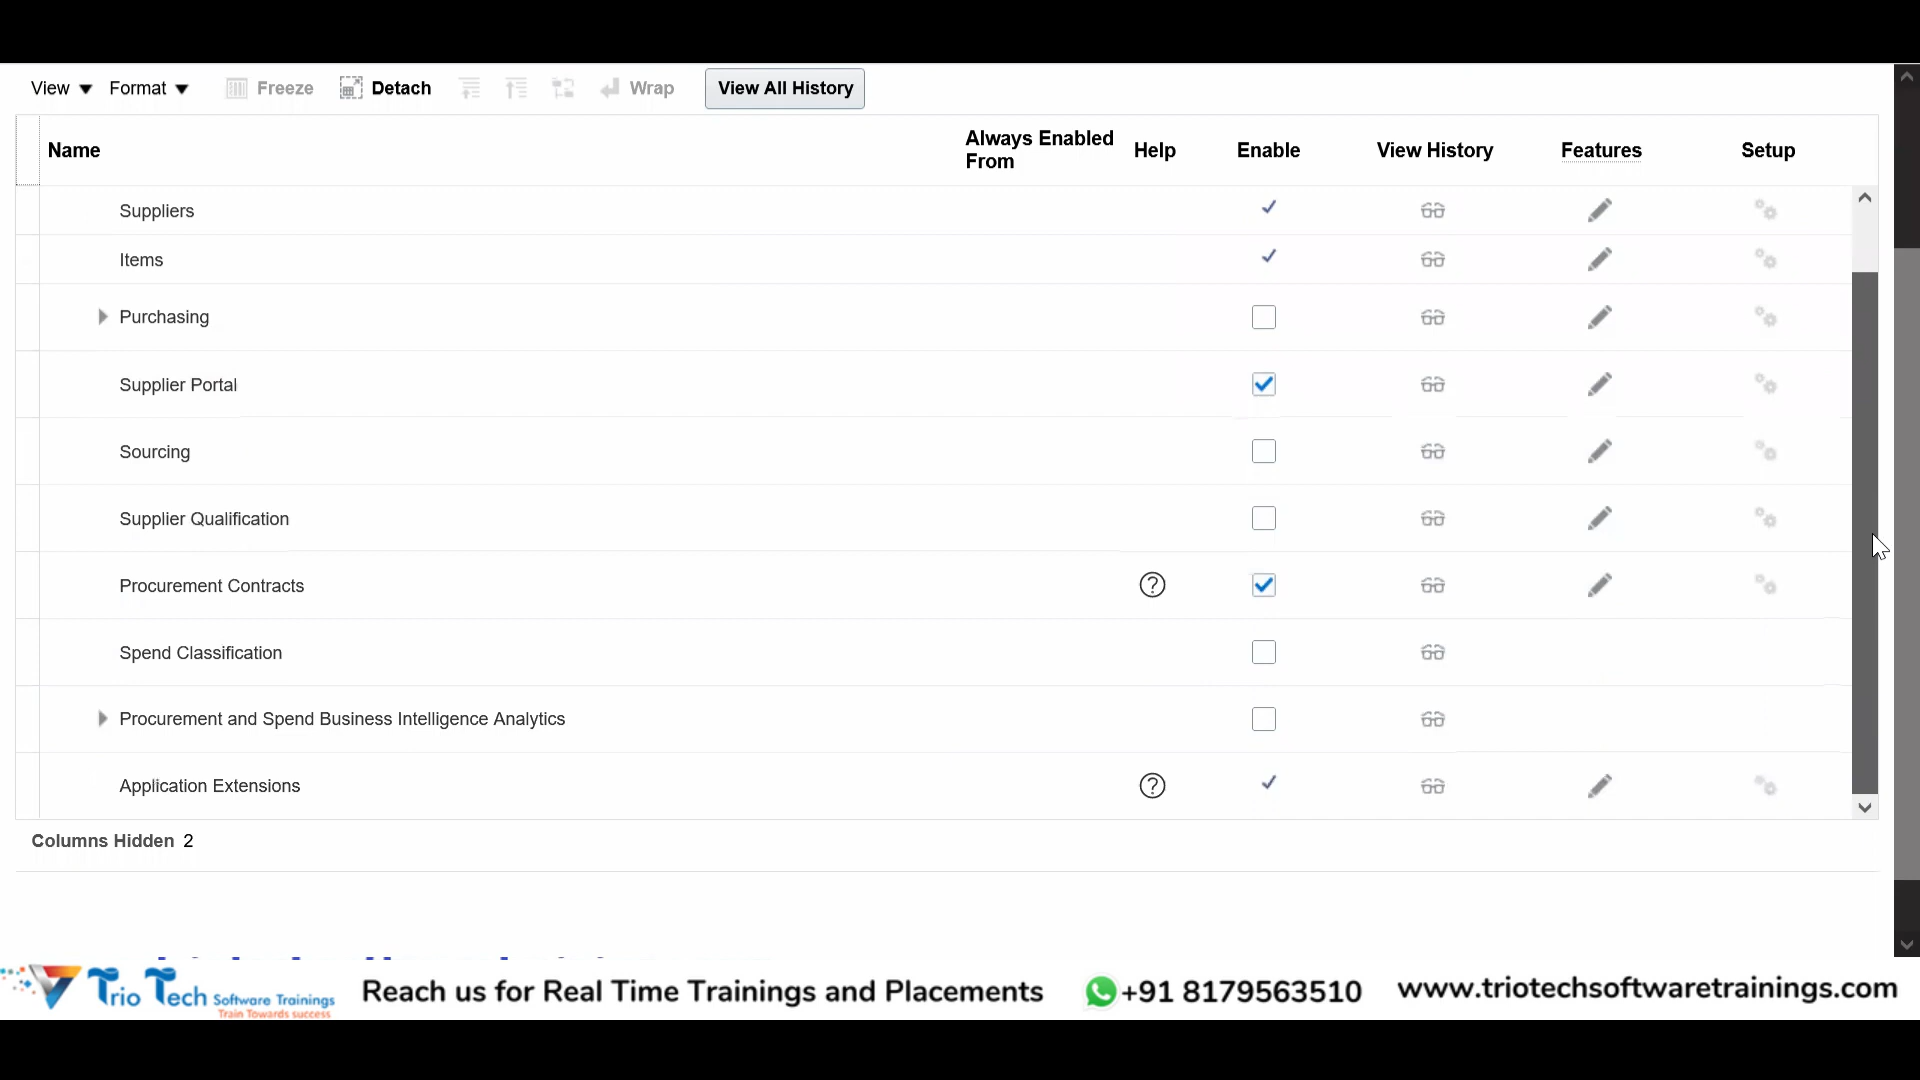 View Format Freeze Detach Wrap View All History
Name Always Enabled From Help Enable View History Features Setup
Suppliers
Items
Purchasing
Supplier Portal
Sourcing
Supplier Qualification
Procurement Contracts ?
Spend Classification
Procurement and Spend Business Intelligence Analytics
Application Extensions ?
Columns Hidden 2
Trio Tech Software Trainings
Train Towards success
Reach us for Real Time Trainings and Placements
+91 8179563510
www.triotechsoftwaretrainings.com